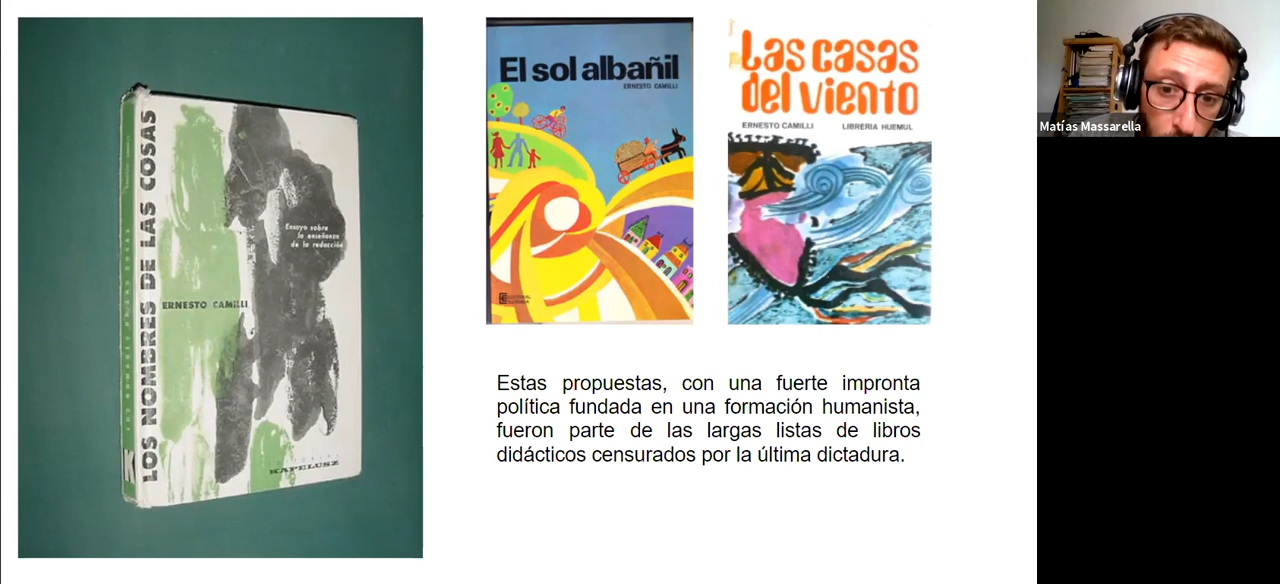 LOS NOMBRES DE LAS COSAS
Ensayo sobre
la enseñanza
de la redacción
ERNESTO CAMILLI
K
KAPELUSZ
El sol albañil
ERNESTO CAMILLI
Las casas
del viento
ERNESTO CAMILLI LIBRERIA HUEMUL
Estas propuestas, con una fuerte impronta
política fundada en una formación humanista,
fueron parte de las largas listas de libros
didácticos censurados por la última dictadura.
Matías Massarella